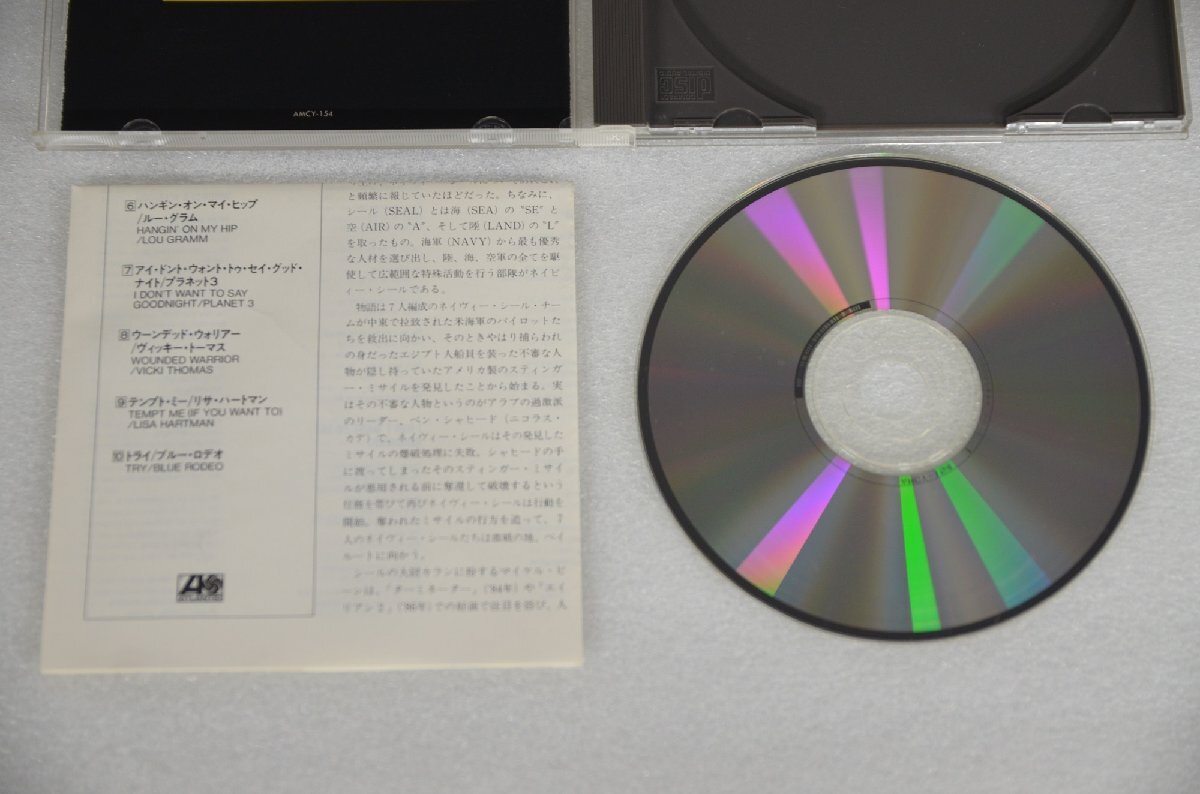 AMCY-154
DISC
6 ハンギン・オン・マイ・ヒップ
/ルー・グラム
HANGIN' ON MY HIP
/LOU GRAMM
7 アイ・ドント・ウォント・トゥ・セイ・グッド・
ナイト/プラネット3
I DON'T WANT TO SAY
GOODNIGHT/PLANET 3
8 ウーンデッド・ウォリアー
/ヴィッキー・トーマス
WOUNDED WARRIOR
/VICKI THOMAS
9 テンプト・ミー/リサ・ハートマン
TEMPT ME (IF YOU WANT TO)
/LISA HARTMAN
10 トライ/ブルー・ロデオ
TRY/BLUE RODEO
ATLANTIC
と頻繁に報じていたほどだった。ちなみに、
シール(SEAL)とは海(SEA)の“SE”と
空(AIR)の“A”、そして陸(LAND)の“L”
を取ったもの。海軍(NAVY)から最も優秀
な人材を選び出し、陸、海、空軍の全てを駆
使して広範囲な特殊活動を行う部隊がネイビ
ィー・シールである。
物語は7人編成のネイヴィー・シール・チー
ムが中東で拉致された米海軍のパイロットた
ちを救出に向かい、そのときやはり捕らわれ
の身だったエジプト人船員を装った不審な人
物が隠し持っていたアメリカ製のスティンガ
ー・ミサイルを発見したことから始まる。実
はその不審な人物というのがアラブの過激派
のリーダー、ベン・シャヒード(ニコラス・
カデ)で、ネイヴィー・シールはその発見した
ミサイルの爆破処理に失敗。シャヒードの手
に渡ってしまったそのスティンガー・ミサイ
ルが悪用される前に奪還して破壊するという
任務を帯びて再びネイヴィー・シールは行動を
開始。奪われたミサイルの行方を追って、7
人のネイヴィー・シールたちは悪魔の地、ベイ
ルートに向かう。
シールの大尉カランに扮するマイケル・ビ
ーンは、「ターミネーター」('84年)や「エイ
リアン2」('86年)での好演で注目を浴び、人